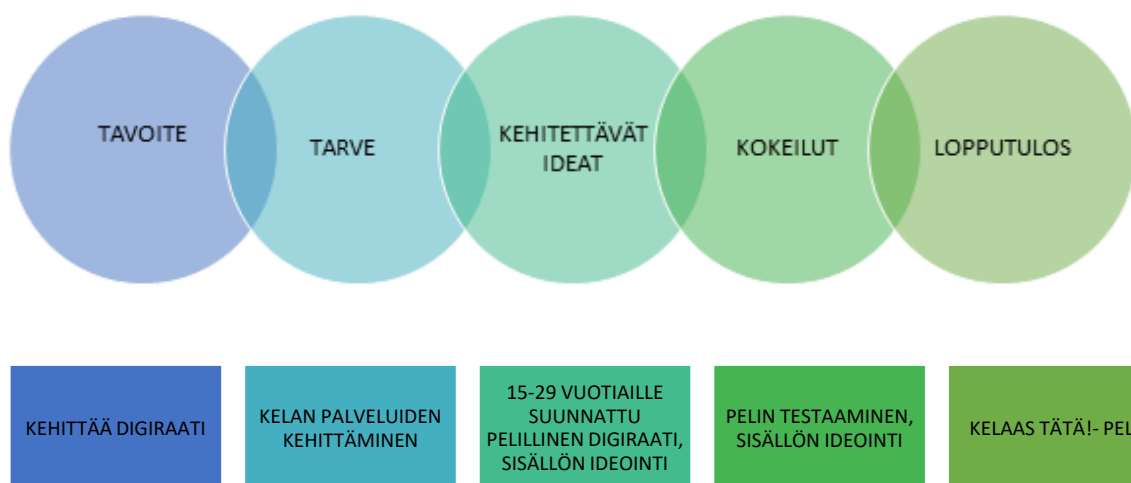 TAVOITE
TARVE
KEHITETTÄVÄT
IDEAT
KOKEILUT
LOPPUTULOS
KEHITTÄÄ DIGIRAATI
KELAN PALVELUIDEN
KEHITTÄMINEN
15-29 VUOTIAILLE
SUUNNATTU
PELILLINEN DIGIRAATI,
SISÄLLÖN IDEOINTI
PELIN TESTAAMINEN,
SISÄLLÖN IDEOINTI
KELAAS TÄTÄ!- PEL